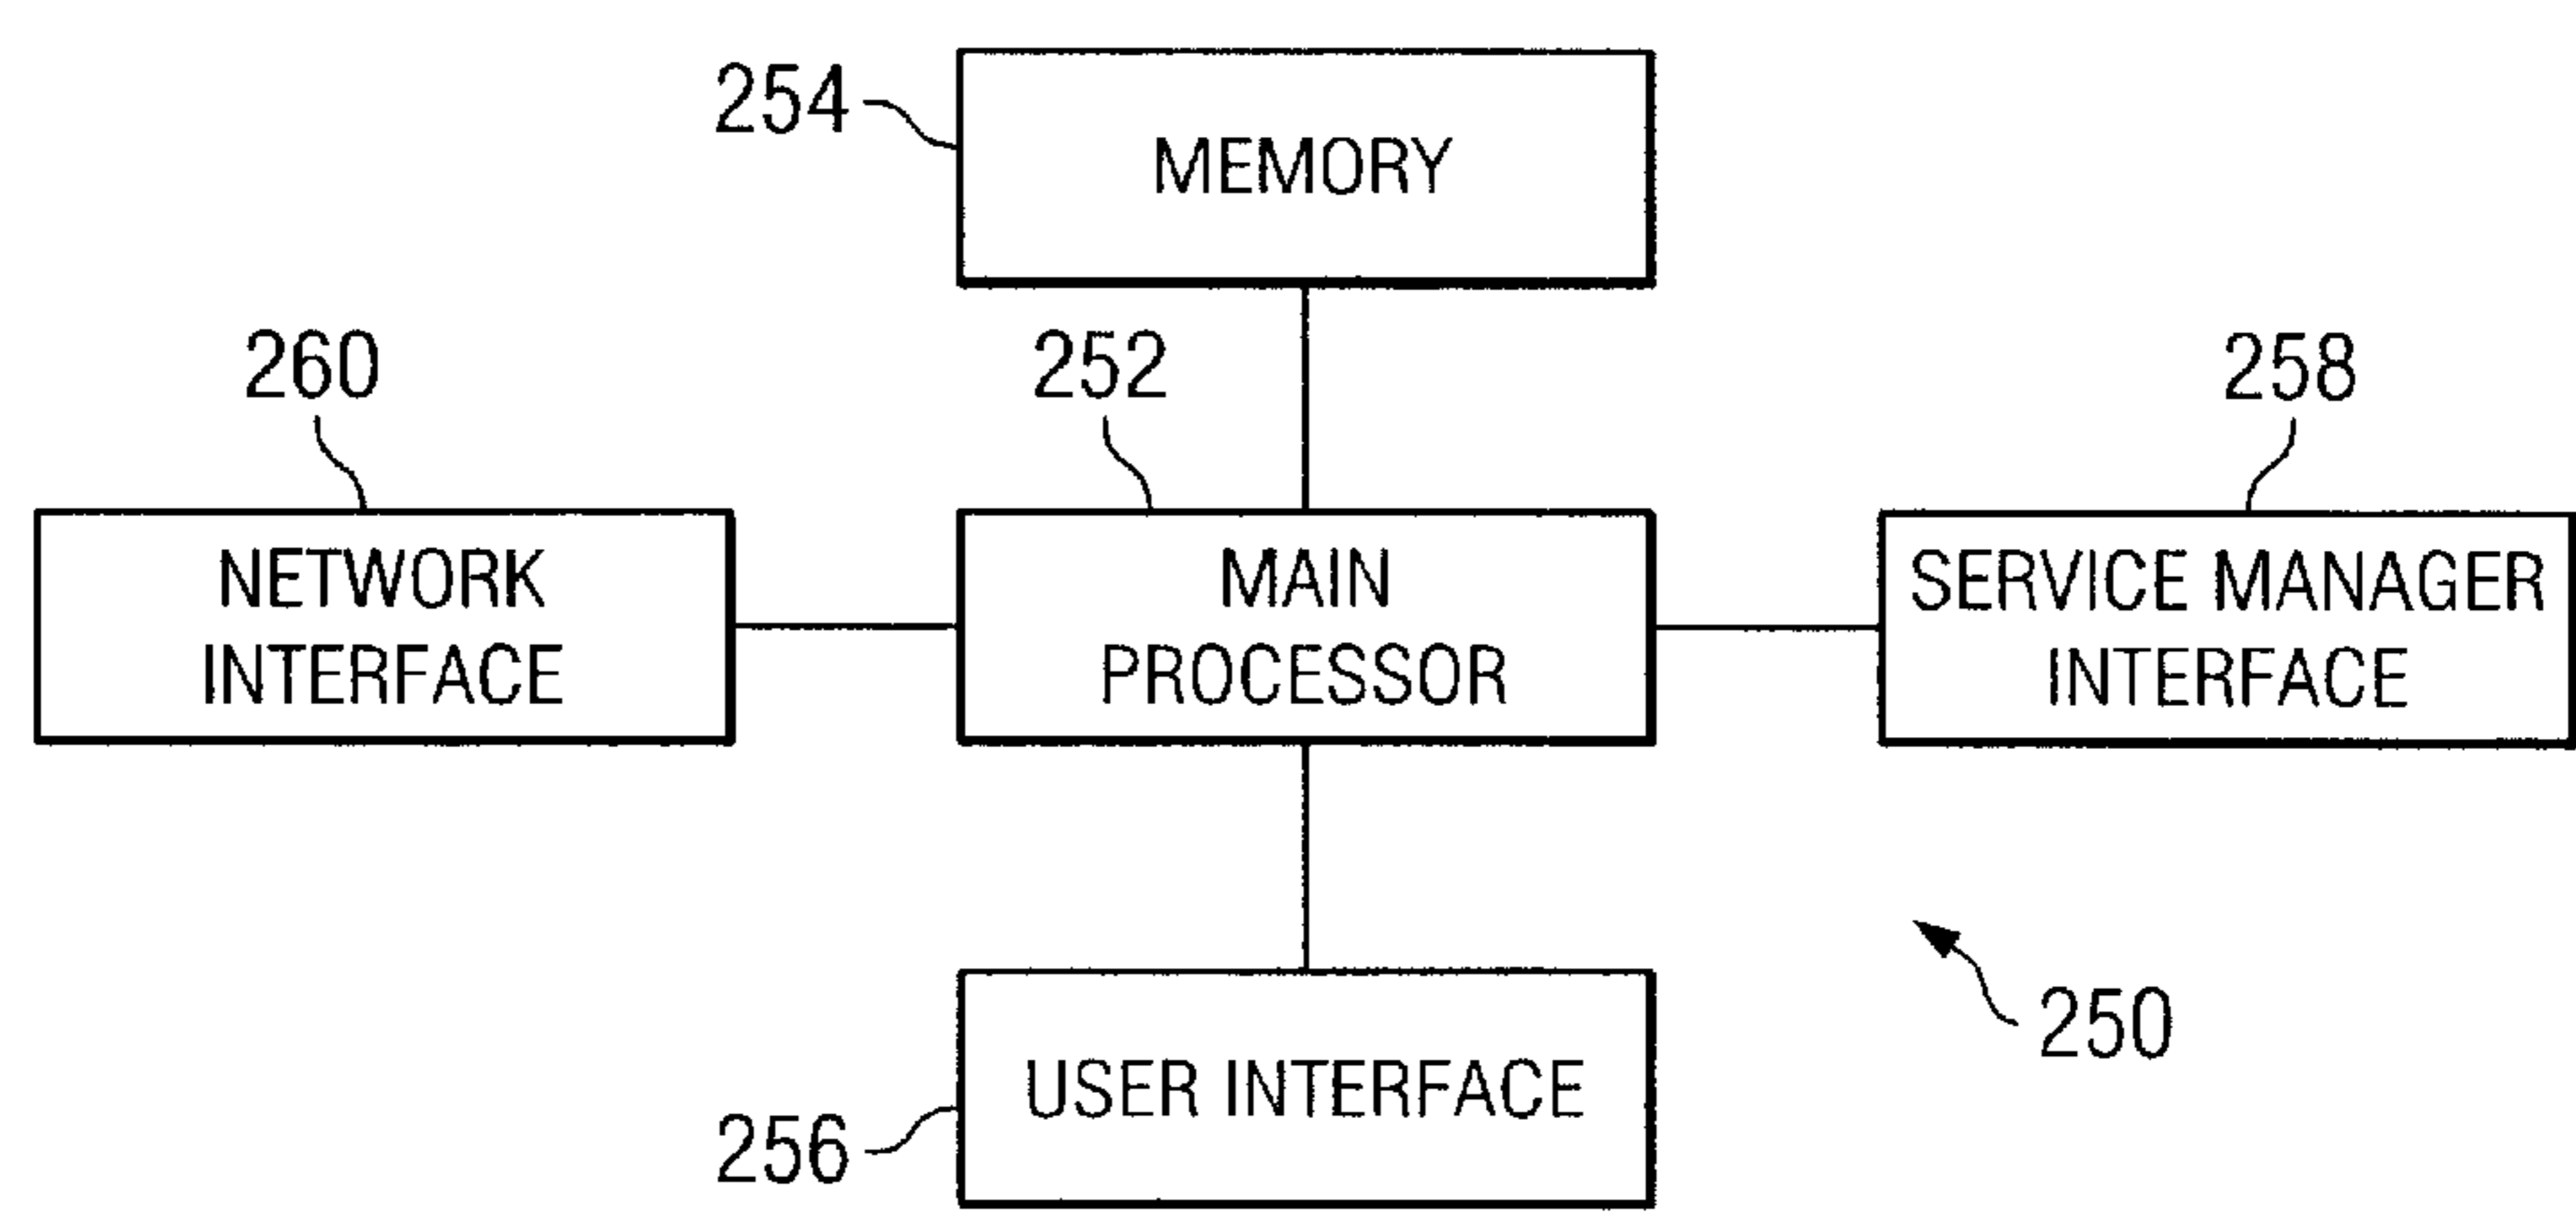 254
MEMORY
260
252
258
NETWORK
INTERFACE
MAIN
PROCESSOR
SERVICE MANAGER
INTERFACE
250
USER INTERFACE
256